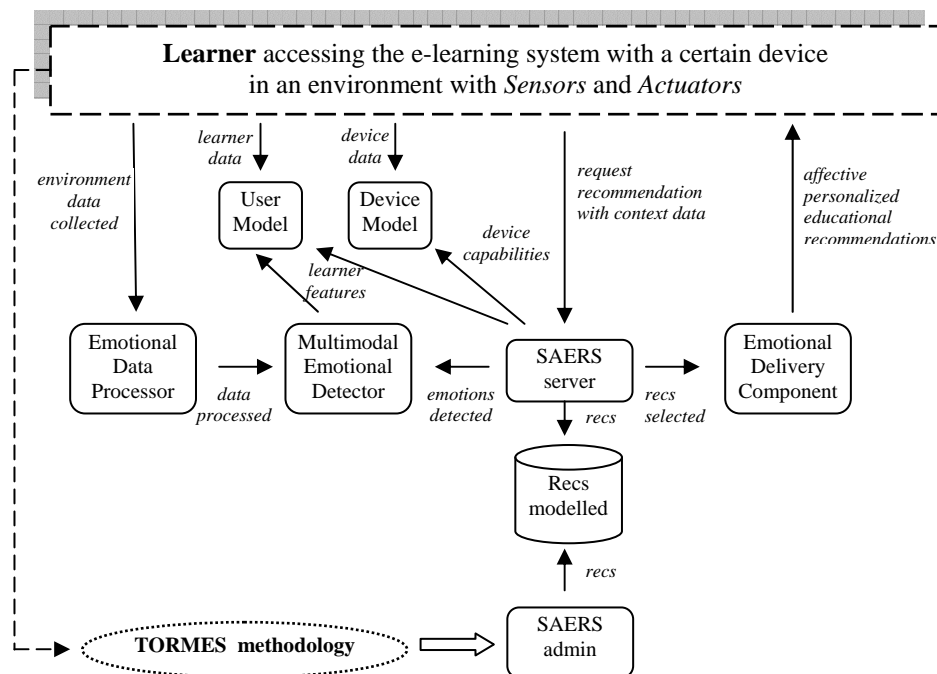 Learner accessing the e-learning system with a certain device
in an environment with Sensors and Actuators
environment
data
collected
learner
data
device
data
request
recommendation
with context data
affective
personalized
educational
recommendations
User
Model
Device
Model
device
capabilities
learner
features
Emotional
Data
Processor
data
processed
Multimodal
Emotional
Detector
emotions
detected
SAERS
server
recs
selected
Emotional
Delivery
Component
recs
Recs
modelled
recs
TORMES methodology
SAERS
admin